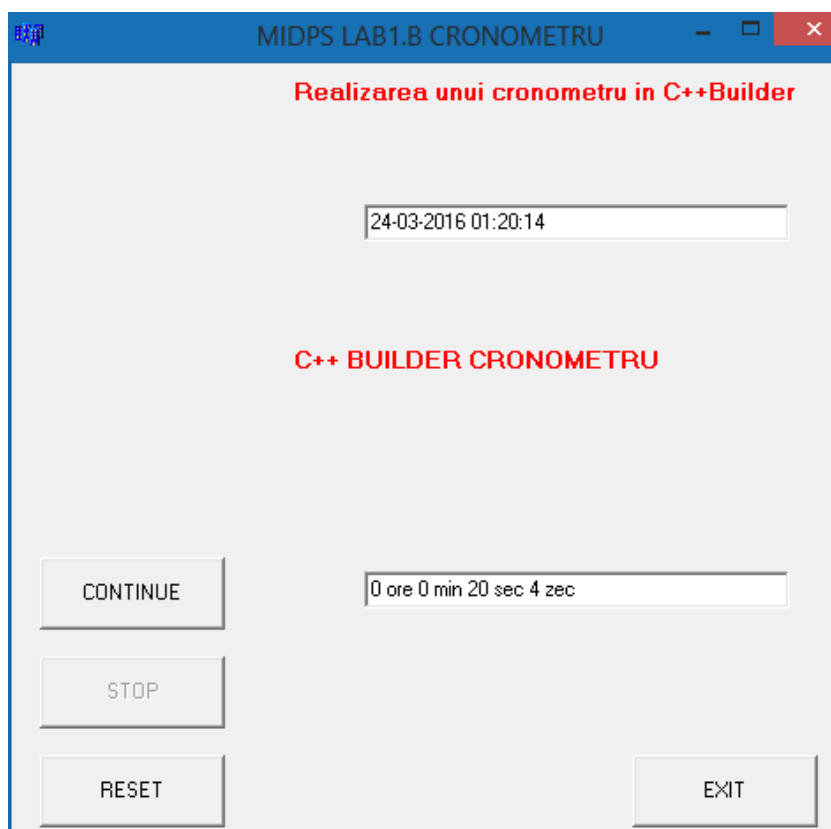 MIDPS LAB1.B CRONOMETRU
Realizarea unui cronometru in C++Builder
24-03-2016 01:20:14
C++ BUILDER CRONOMETRU
CONTINUE
0 ore 0 min 20 sec 4 zec
STOP
RESET
EXIT